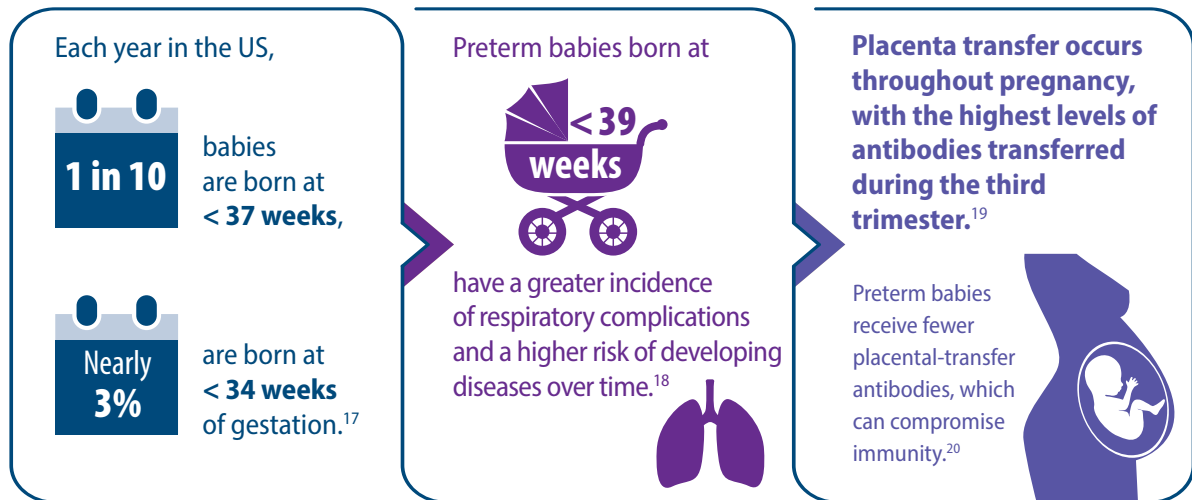 Each year in the US,
1 in 10
babies
are born at
< 37 weeks,
Nearly
3%
are born at
< 34 weeks
of gestation.17
Preterm babies born at
< 39
weeks
have a greater incidence
of respiratory complications
and a higher risk of developing
diseases over time.18
Placenta transfer occurs
throughout pregnancy,
with the highest levels of
antibodies transferred
during the third
trimester.19
Preterm babies
receive fewer
placental-transfer
antibodies, which
can compromise
immunity.20